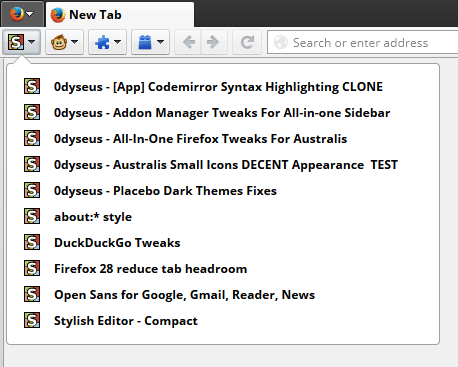 New Tab
Search or enter address
0dyseus - [App] Codemirror Syntax Highlighting CLONE
0dyseus - Addon Manager Tweaks For All-in-one Sidebar
0dyseus - All-In-One Firefox Tweaks For Australis
0dyseus - Australis Small Icons DECENT Appearance  TEST
0dyseus - Placebo Dark Themes Fixes
about:* style
DuckDuckGo Tweaks
Firefox 28 reduce tab headroom
Open Sans for Google, Gmail, Reader, News
Stylish Editor - Compact